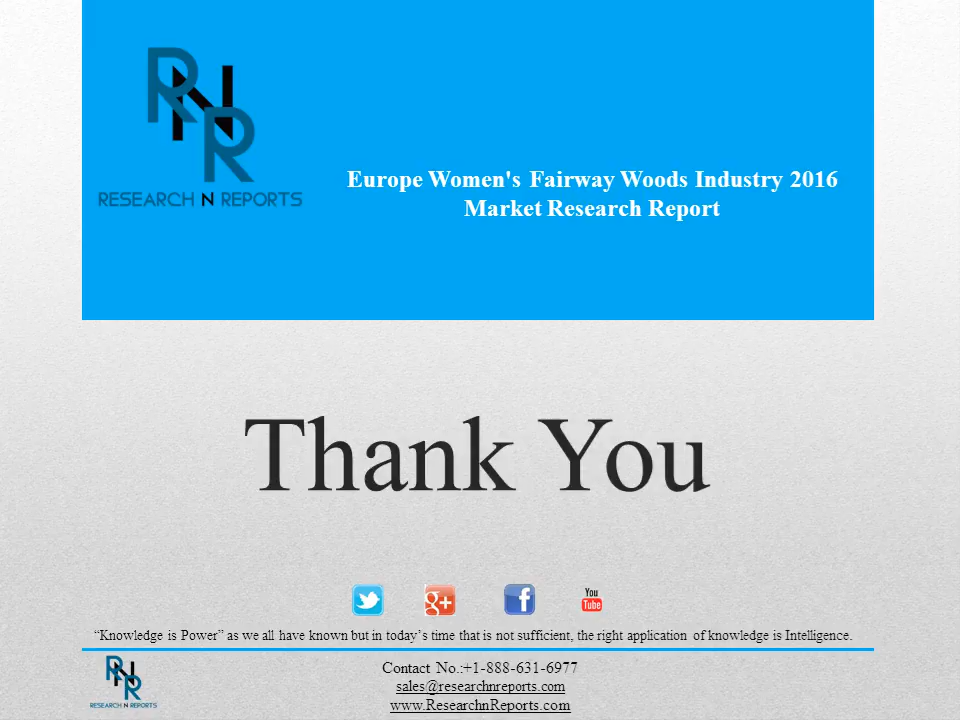 RNR
RESEARCH N REPORTS
Europe Women's Fairway Woods Industry 2016
Market Research Report
Thank You
g+
f
You
Tube
“Knowledge is Power” as we all have known but in today’s time that is not sufficient, the right application of knowledge is Intelligence.
RNR
RESEARCH N REPORTS
Contact No.:+1-888-631-6977
sales@researchnreports.com
www.ResearchnReports.com